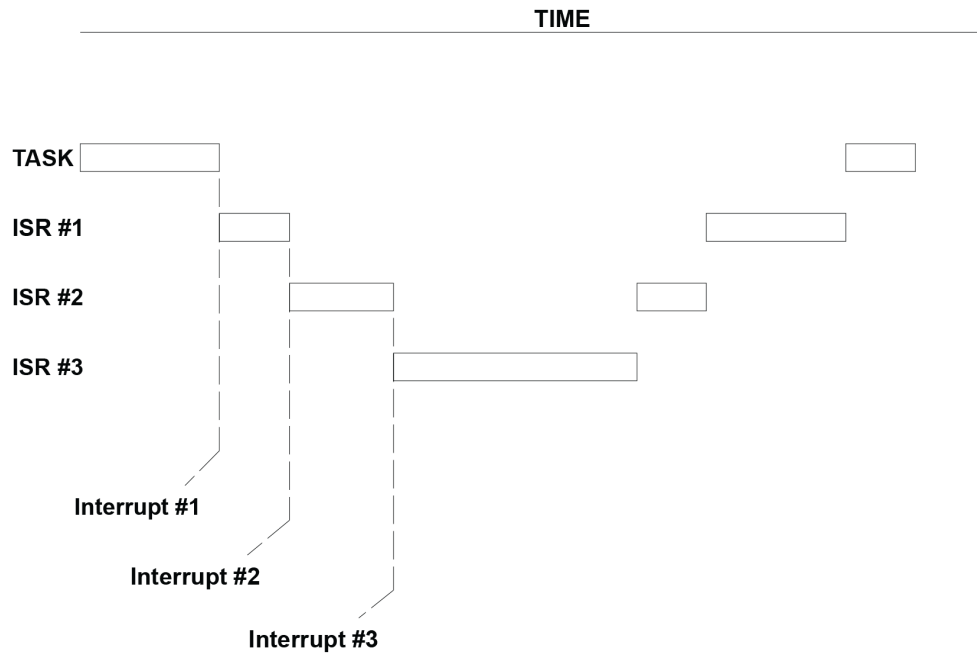 TIME
TASK
ISR #1
ISR #2
ISR #3
Interrupt #1
Interrupt #2
Interrupt #3